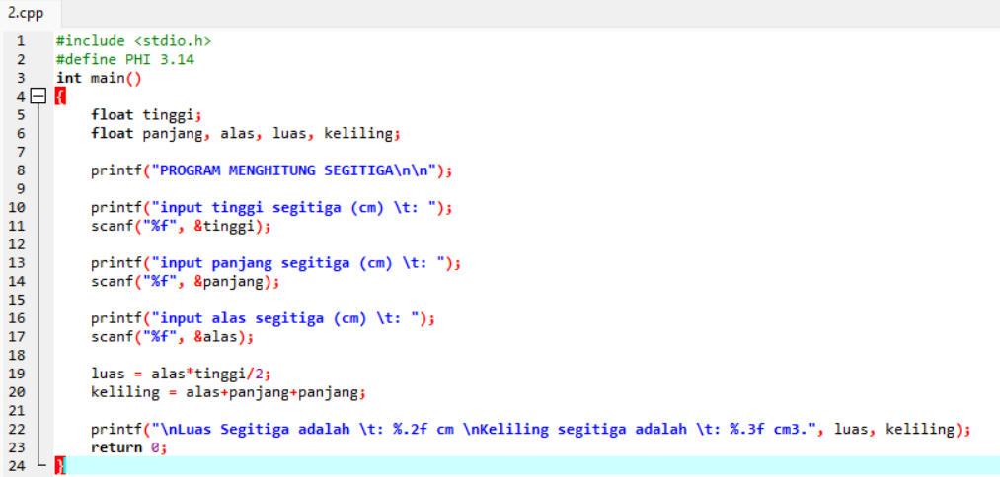 2.cpp
1 #include <stdio.h>
2 #define PHI 3.14
3 int main()
4 {
5 float tinggi;
6 float panjang, alas, luas, keliling;
7
8 printf("PROGRAM MENGHITUNG SEGITIGA\n\n");
9
10 printf("input tinggi segitiga (cm) \t: ");
11 scanf("%f", &tinggi);
12
13 printf("input panjang segitiga (cm) \t: ");
14 scanf("%f", &panjang);
15
16 printf("input alas segitiga (cm) \t: ");
17 scanf("%f", &alas);
18
19 luas = alas*tinggi/2;
20 keliling = alas+panjang+panjang;
21
22 printf("\nLuas Segitiga adalah \t: %.2f cm \nKeliling segitiga adalah \t: %.3f cm3.", luas, keliling);
23 return 0;
24 }